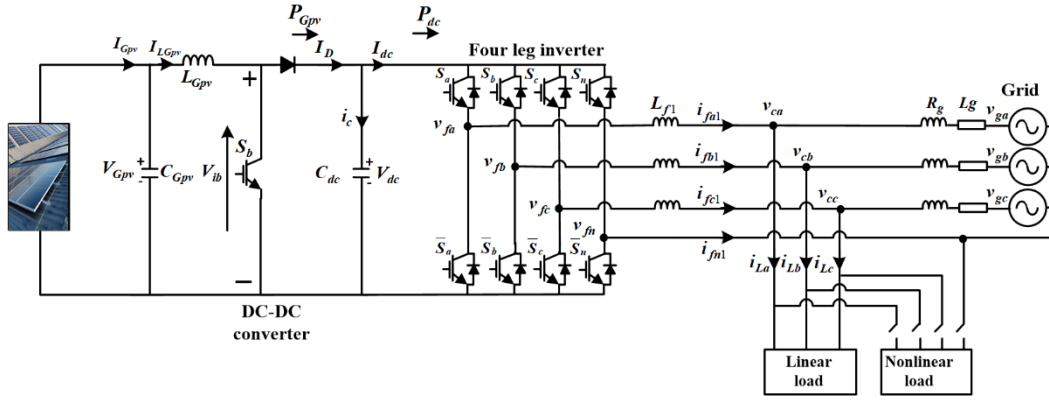 P_Gpv
P_dc
I_Gpv
I_LGpv
I_D
I_dc
Four leg inverter
Grid
L_Gpv
+
S_a
S_b
S_c
S_n
L_f1
i_fa1
v_ca
R_g
Lg
v_ga
v_fa
i_c
S_b
V_Gpv
+
-
C_Gpv
V_ib
C_dc
+
-
V_dc
v_fb
i_fb1
v_cb
v_gb
v_fc
i_fc1
v_cc
v_gc
v_fn
i_fn1
S̅_a
S̅_b
S̅_c
S̅_n
i_La
i_Lb
i_Lc
−
DC-DC
converter
Linear
load
Nonlinear
load